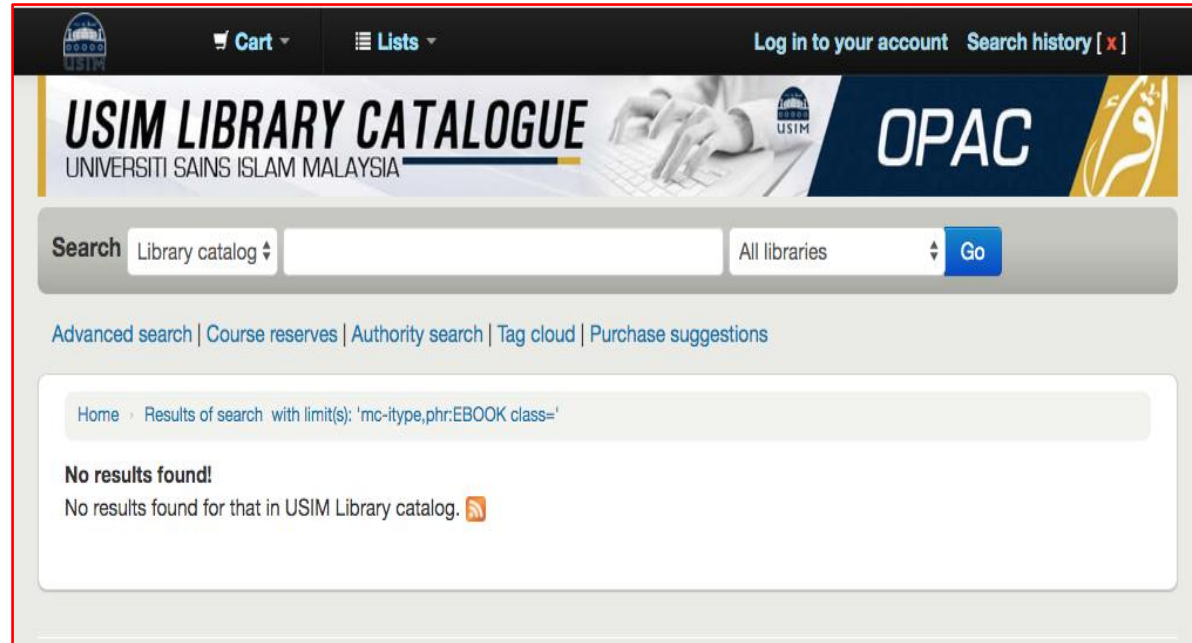 USIM
Cart
Lists
Log in to your account Search history [ x ]
USIM LIBRARY CATALOGUE
UNIVERSITI SAINS ISLAM MALAYSIA
USIM
OPAC
اقرأ
Search Library catalog All libraries Go
Advanced search | Course reserves | Authority search | Tag cloud | Purchase suggestions
Home › Results of search with limit(s): 'mc-itype,phr:EBOOK class='
No results found!
No results found for that in USIM Library catalog.